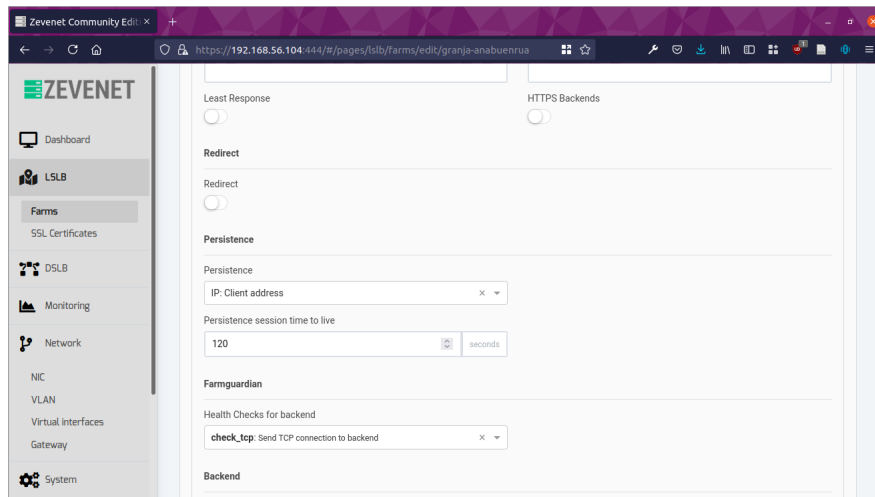 Zevenet Community Editi
https://192.168.56.104:444/#/pages/lslb/farms/edit/granja-anabuenrua
ZEVENET
Dashboard
LSLB
Farms
SSL Certificates
DSLB
Monitoring
Network
NIC
VLAN
Virtual interfaces
Gateway
System
Least Response
HTTPS Backends
Redirect
Redirect
Persistence
Persistence
IP: Client address
Persistence session time to live
120
seconds
Farmguardian
Health Checks for backend
check_tcp: Send TCP connection to backend
Backend